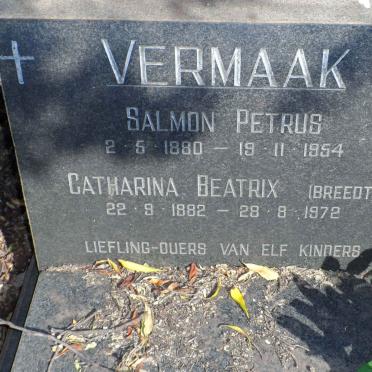 VERMAAK
SALMON PETRUS
2·5·1880 – 19·11·1954
CATHARINA BEATRIX (BREEDT
22·9·1882 – 28·8·1972
LIEFLING-OUERS VAN ELF KINDERS